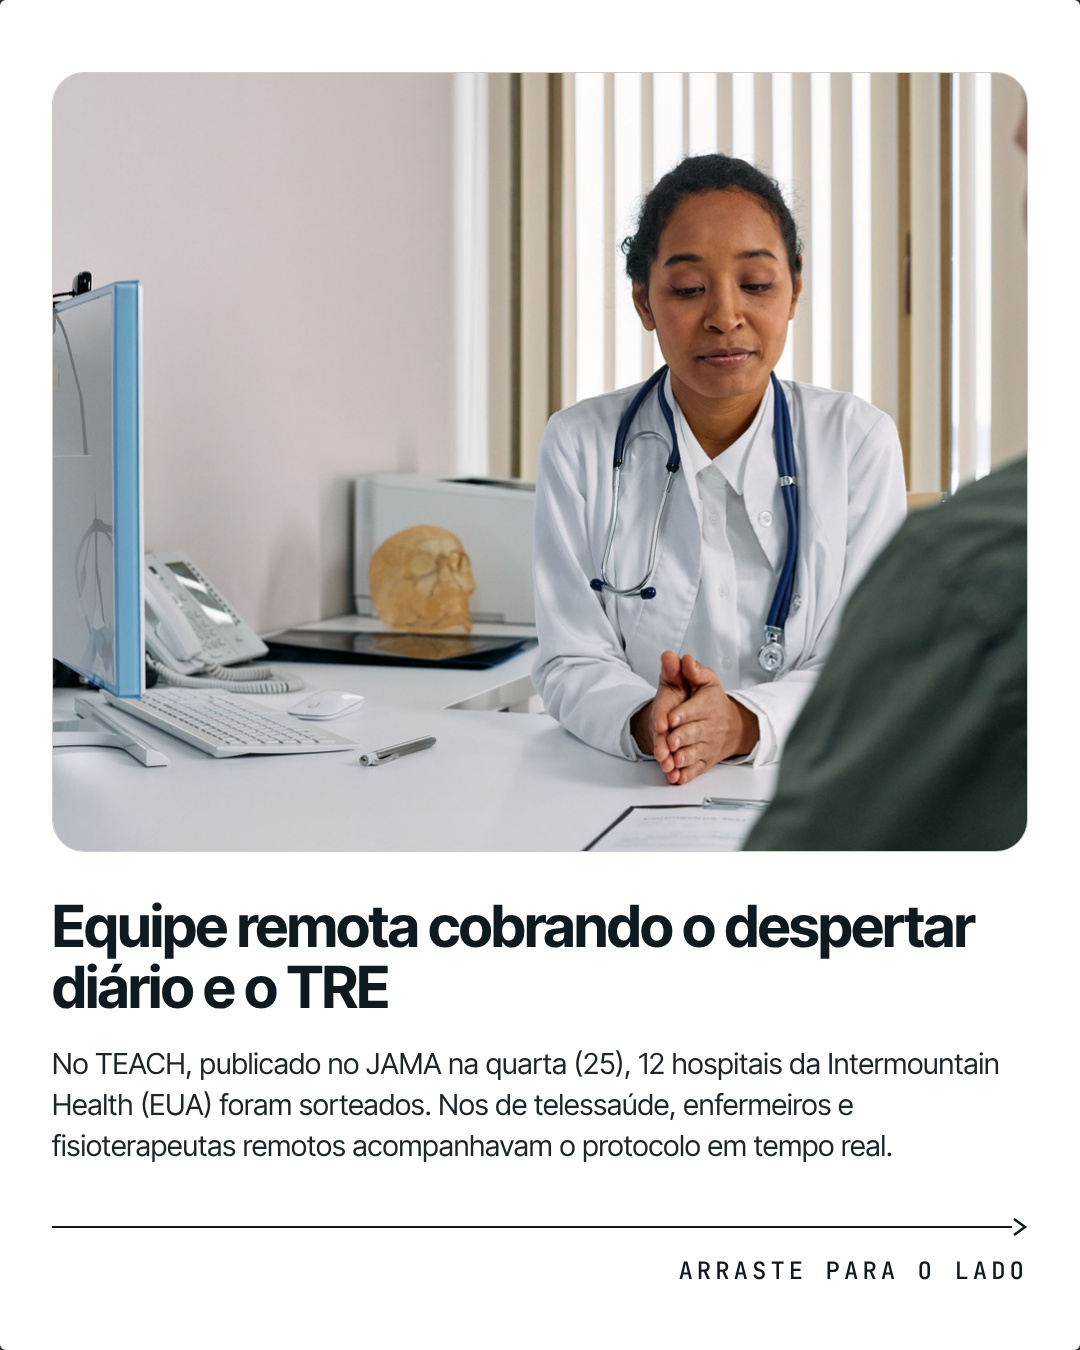 Equipe remota cobrando o despertar
diário e o TRE
No TEACH, publicado no JAMA na quarta (25), 12 hospitais da Intermountain
Health (EUA) foram sorteados. Nos de telessaúde, enfermeiros e
fisioterapeutas remotos acompanhavam o protocolo em tempo real.
ARRASTE PARA O LADO